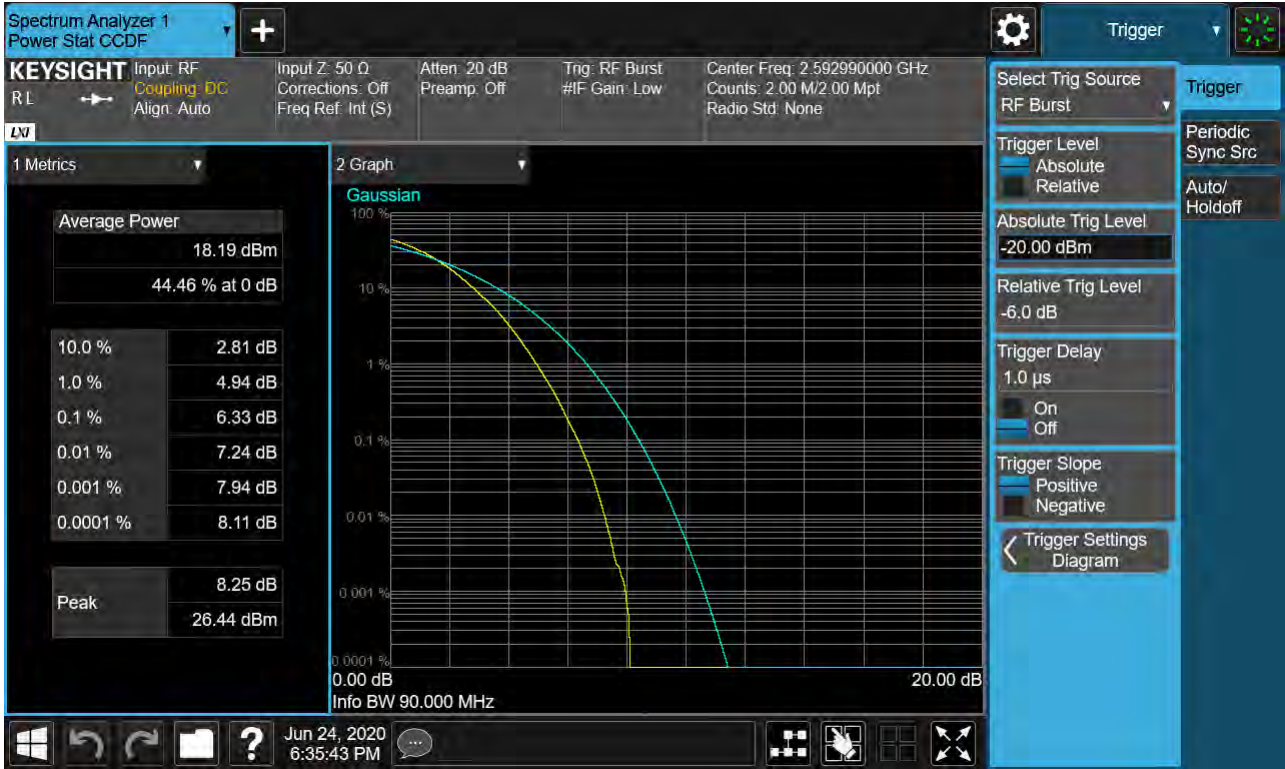 Spectrum Analyzer 1
Power Stat CCDF
+
Trigger
KEYSIGHT
R L
LXI
Input: RF
Coupling: DC
Align: Auto
Input Z: 50 Ω
Corrections: Off
Freq Ref: Int (S)
Atten: 20 dB
Preamp: Off
Trig: RF Burst
#IF Gain: Low
Center Freq: 2.592990000 GHz
Counts: 2.00 M/2.00 Mpt
Radio Std: None
1 Metrics
Average Power
18.19 dBm
44.46 % at 0 dB
10.0 % 2.81 dB
1.0 % 4.94 dB
0.1 % 6.33 dB
0.01 % 7.24 dB
0.001 % 7.94 dB
0.0001 % 8.11 dB
Peak
8.25 dB
26.44 dBm
2 Graph
Gaussian
100 %
10 %
1 %
0.1 %
0.01 %
0.001 %
0.0001 %
0.00 dB
20.00 dB
Info BW 90.000 MHz
Select Trig Source
RF Burst
Trigger Level
Absolute
Relative
Absolute Trig Level
-20.00 dBm
Relative Trig Level
-6.0 dB
Trigger Delay
1.0 µs
On
Off
Trigger Slope
Positive
Negative
Trigger Settings
Diagram
Trigger
Periodic
Sync Src
Auto/
Holdoff
?
Jun 24, 2020
6:35:43 PM